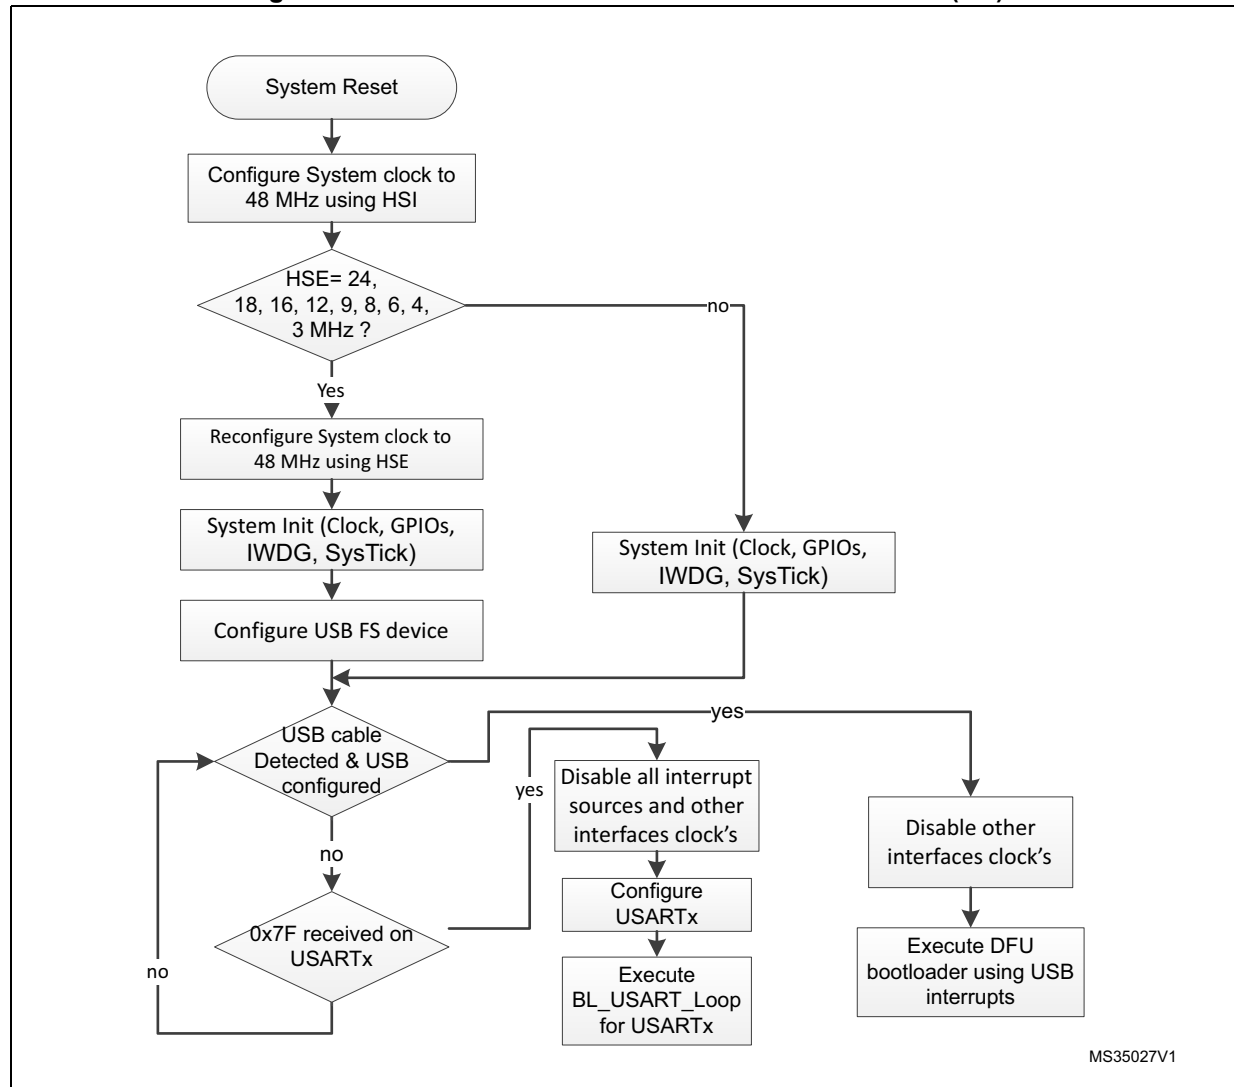 System Reset
Configure System clock to
48 MHz using HSI
HSE= 24,
18, 16, 12, 9, 8, 6, 4,
3 MHz ?
no
Yes
Reconfigure System clock to
48 MHz using HSE
System Init (Clock, GPIOs,
IWDG, SysTick)
System Init (Clock, GPIOs,
IWDG, SysTick)
Configure USB FS device
USB cable
Detected & USB
configured
yes
yes
Disable all interrupt
sources and other
interfaces clock's
Disable other
interfaces clock's
no
Configure
USARTx
0x7F received on
USARTx
no
Execute
BL_USART_Loop
for USARTx
Execute DFU
bootloader using USB
interrupts
MS35027V1